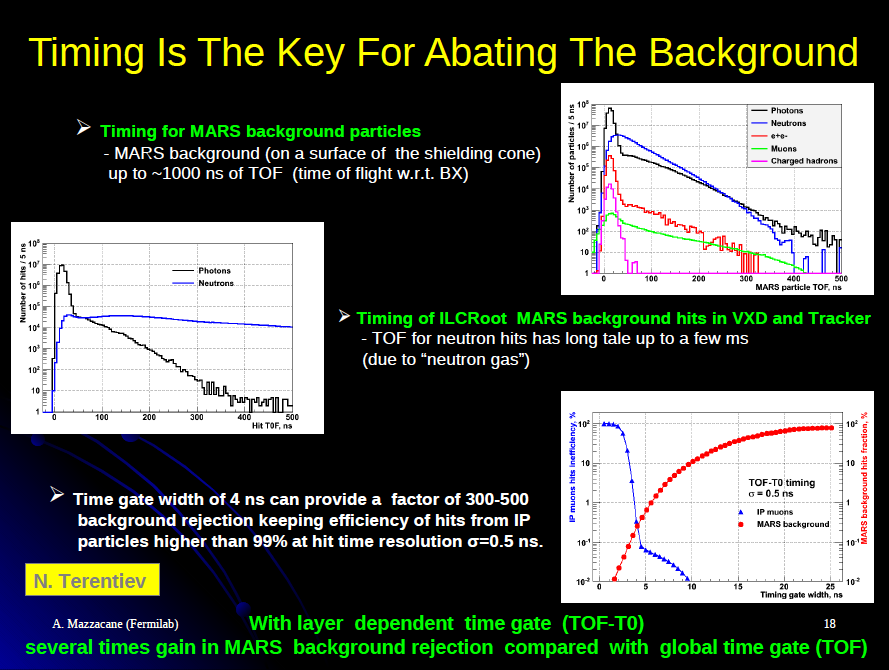 Timing Is The Key For Abating The Background
➢ Timing for MARS background particles
- MARS background (on a surface of the shielding cone)
up to ~1000 ns of TOF (time of flight w.r.t. BX)
Number of particles / 5 ns
10⁸
10⁷
10⁶
10⁵
10⁴
10³
10²
10
1
Photons
Neutrons
e+e-
Muons
Charged hadrons
0 100 200 300 400 500
MARS particle TOF, ns
Number of hits / 5 ns
10⁸
10⁷
10⁶
10⁵
10⁴
10³
10²
10
1
Photons
Neutrons
0 100 200 300 400 500
Hit T0F, ns
➢ Timing of ILCRoot MARS background hits in VXD and Tracker
- TOF for neutron hits has long tale up to a few ms
(due to “neutron gas”)
IP muons hits inefficiency, %
10²
10
1
10⁻¹
10⁻²
TOF-T0 timing
σ = 0.5 ns
IP muons
MARS background
10²
10
1
10⁻¹
10⁻²
MARS background hits fraction, %
0 5 10 15 20 25
Timing gate width, ns
➢ Time gate width of 4 ns can provide a factor of 300-500
background rejection keeping efficiency of hits from IP
particles higher than 99% at hit time resolution σ=0.5 ns.
N. Terentiev
A. Mazzacane (Fermilab)
With layer dependent time gate (TOF-T0)
18
several times gain in MARS background rejection compared with global time gate (TOF)